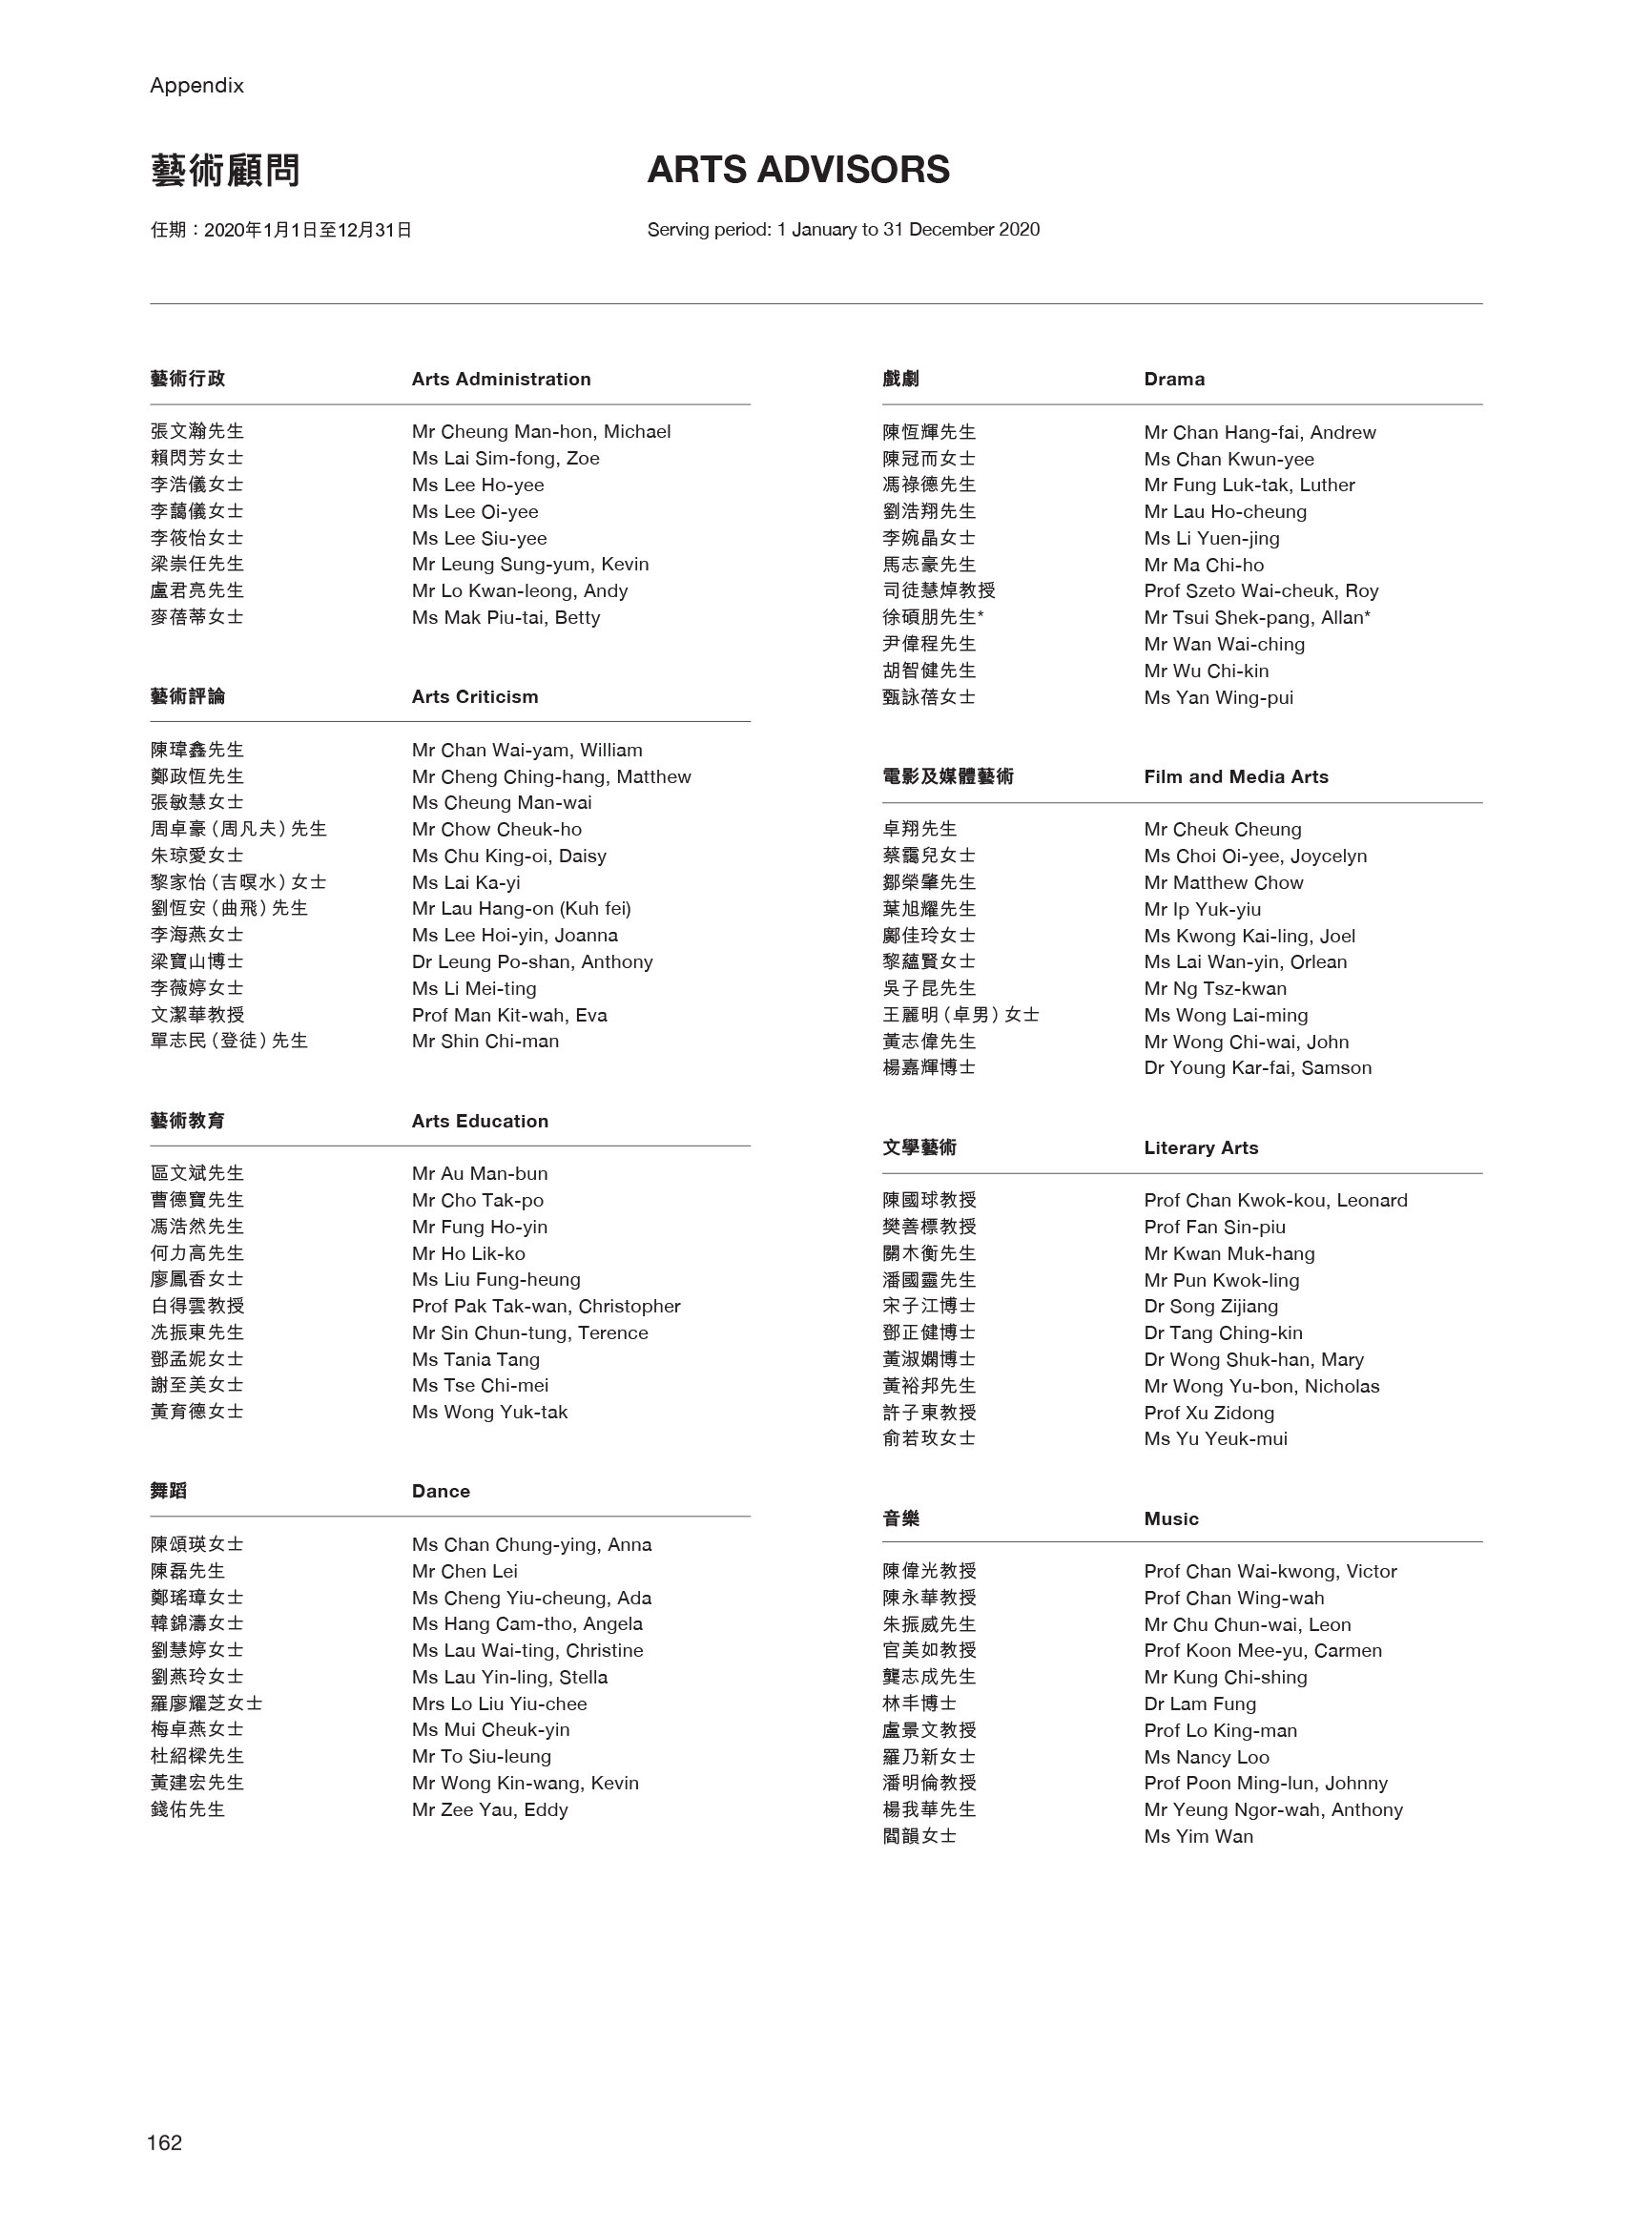 Appendix
藝術顧問 ARTS ADVISORS
任期：2020年1月1日至12月31日 Serving period: 1 January to 31 December 2020
藝術行政 Arts Administration
張文瀚先生 Mr Cheung Man-hon, Michael
賴閃芳女士 Ms Lai Sim-fong, Zoe
李浩儀女士 Ms Lee Ho-yee
李藹儀女士 Ms Lee Oi-yee
李筱怡女士 Ms Lee Siu-yee
梁崇任先生 Mr Leung Sung-yum, Kevin
盧君亮先生 Mr Lo Kwan-leong, Andy
麥蓓蒂女士 Ms Mak Piu-tai, Betty
藝術評論 Arts Criticism
陳瑋鑫先生 Mr Chan Wai-yam, William
鄭政恆先生 Mr Cheng Ching-hang, Matthew
張敏慧女士 Ms Cheung Man-wai
周卓豪（周凡夫）先生 Mr Chow Cheuk-ho
朱琼愛女士 Ms Chu King-oi, Daisy
黎家怡（吉暝水）女士 Ms Lai Ka-yi
劉恆安（曲飛）先生 Mr Lau Hang-on (Kuh fei)
李海燕女士 Ms Lee Hoi-yin, Joanna
梁寶山博士 Dr Leung Po-shan, Anthony
李薇婷女士 Ms Li Mei-ting
文潔華教授 Prof Man Kit-wah, Eva
單志民（登徒）先生 Mr Shin Chi-man
藝術教育 Arts Education
區文斌先生 Mr Au Man-bun
曹德寶先生 Mr Cho Tak-po
馮浩然先生 Mr Fung Ho-yin
何力高先生 Mr Ho Lik-ko
廖鳳香女士 Ms Liu Fung-heung
白得雲教授 Prof Pak Tak-wan, Christopher
冼振東先生 Mr Sin Chun-tung, Terence
鄧孟妮女士 Ms Tania Tang
謝至美女士 Ms Tse Chi-mei
黃育德女士 Ms Wong Yuk-tak
舞蹈 Dance
陳頌瑛女士 Ms Chan Chung-ying, Anna
陳磊先生 Mr Chen Lei
鄭瑤璋女士 Ms Cheng Yiu-cheung, Ada
韓錦濤女士 Ms Hang Cam-tho, Angela
劉慧婷女士 Ms Lau Wai-ting, Christine
劉燕玲女士 Ms Lau Yin-ling, Stella
羅廖耀芝女士 Mrs Lo Liu Yiu-chee
梅卓燕女士 Ms Mui Cheuk-yin
杜紹樑先生 Mr To Siu-leung
黃建宏先生 Mr Wong Kin-wang, Kevin
錢佑先生 Mr Zee Yau, Eddy
戲劇 Drama
陳恆輝先生 Mr Chan Hang-fai, Andrew
陳冠而女士 Ms Chan Kwun-yee
馮祿德先生 Mr Fung Luk-tak, Luther
劉浩翔先生 Mr Lau Ho-cheung
李婉晶女士 Ms Li Yuen-jing
馬志豪先生 Mr Ma Chi-ho
司徒慧焯教授 Prof Szeto Wai-cheuk, Roy
徐碩朋先生* Mr Tsui Shek-pang, Allan*
尹偉程先生 Mr Wan Wai-ching
胡智健先生 Mr Wu Chi-kin
甄詠蓓女士 Ms Yan Wing-pui
電影及媒體藝術 Film and Media Arts
卓翔先生 Mr Cheuk Cheung
蔡靄兒女士 Ms Choi Oi-yee, Joycelyn
鄒榮肇先生 Mr Matthew Chow
葉旭耀先生 Mr Ip Yuk-yiu
鄺佳玲女士 Ms Kwong Kai-ling, Joel
黎蘊賢女士 Ms Lai Wan-yin, Orlean
吳子昆先生 Mr Ng Tsz-kwan
王麗明（卓男）女士 Ms Wong Lai-ming
黃志偉先生 Mr Wong Chi-wai, John
楊嘉輝博士 Dr Young Kar-fai, Samson
文學藝術 Literary Arts
陳國球教授 Prof Chan Kwok-kou, Leonard
樊善標教授 Prof Fan Sin-piu
關木衡先生 Mr Kwan Muk-hang
潘國靈先生 Mr Pun Kwok-ling
宋子江博士 Dr Song Zijiang
鄧正健博士 Dr Tang Ching-kin
黃淑嫻博士 Dr Wong Shuk-han, Mary
黃裕邦先生 Mr Wong Yu-bon, Nicholas
許子東教授 Prof Xu Zidong
俞若玫女士 Ms Yu Yeuk-mui
音樂 Music
陳偉光教授 Prof Chan Wai-kwong, Victor
陳永華教授 Prof Chan Wing-wah
朱振威先生 Mr Chu Chun-wai, Leon
官美如教授 Prof Koon Mee-yu, Carmen
龔志成先生 Mr Kung Chi-shing
林丰博士 Dr Lam Fung
盧景文教授 Prof Lo King-man
羅乃新女士 Ms Nancy Loo
潘明倫教授 Prof Poon Ming-lun, Johnny
楊我華先生 Mr Yeung Ngor-wah, Anthony
閻韻女士 Ms Yim Wan
162